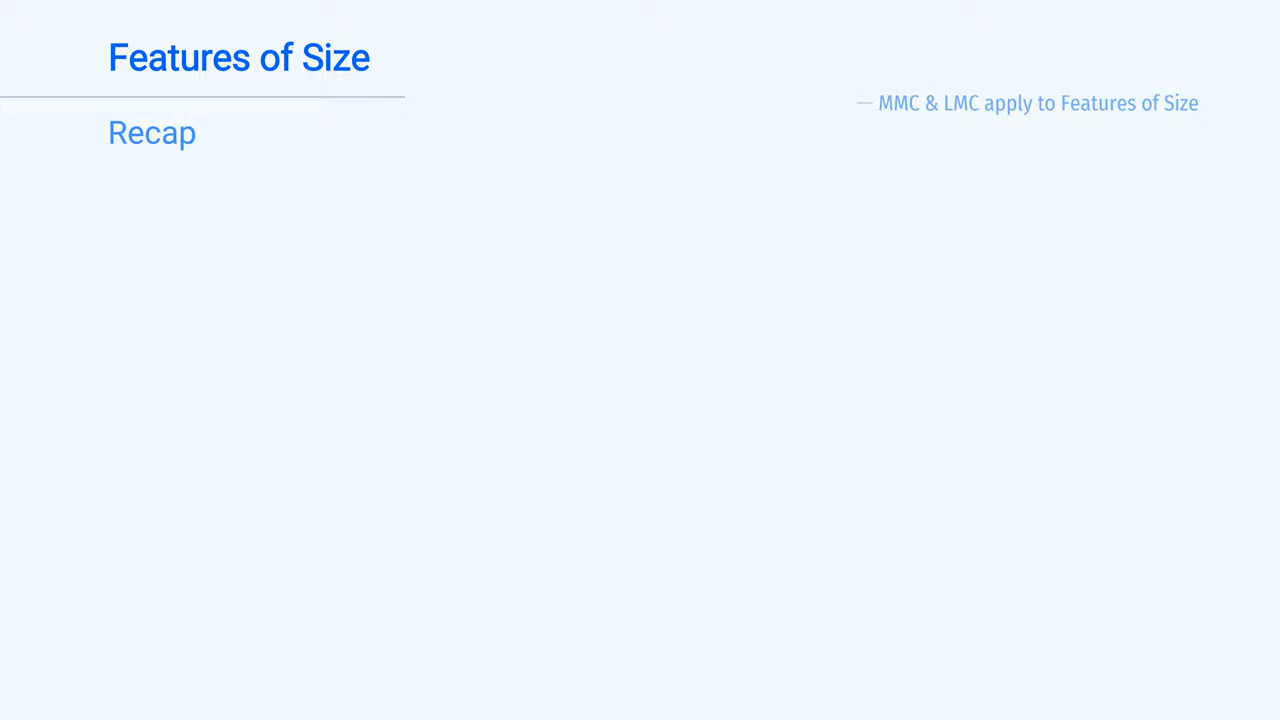 Features of Size
Recap
— MMC & LMC apply to Features of Size